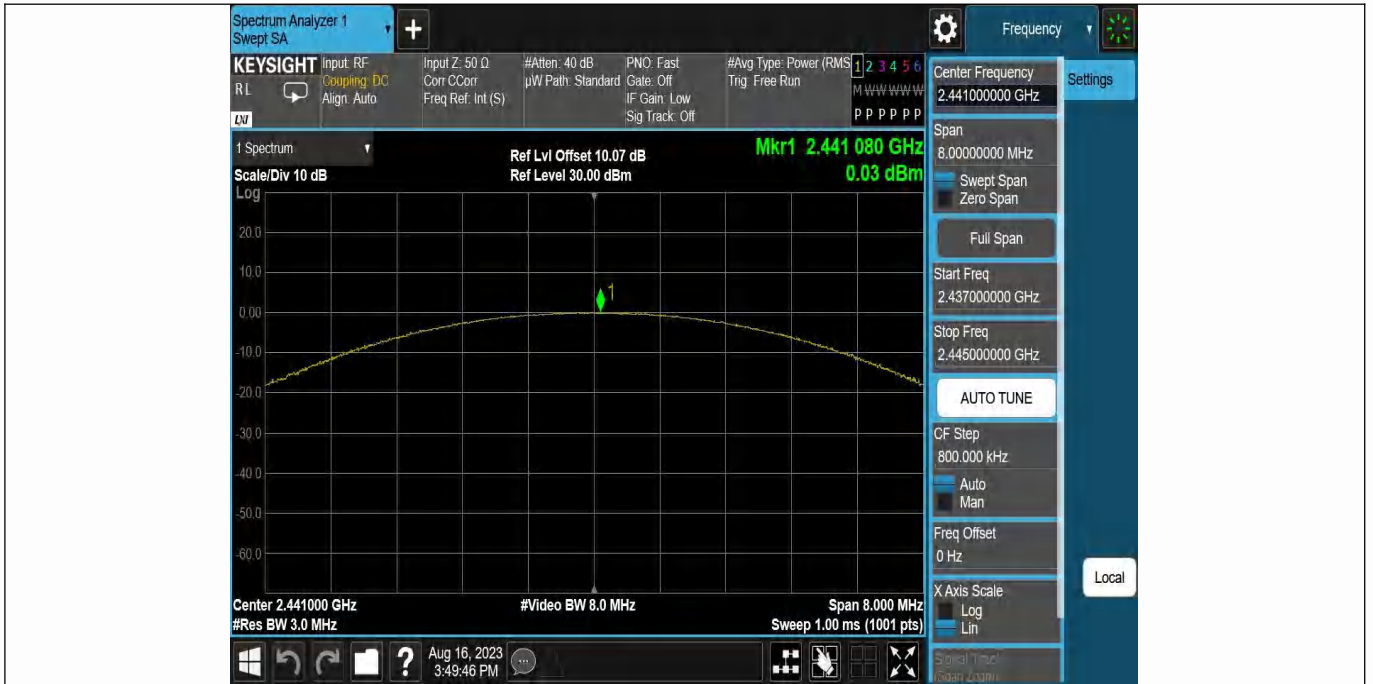 Spectrum Analyzer 1
Swept SA
+
Frequency
KEYSIGHT
RL
LXI
Input: RF
Coupling: DC
Align: Auto
Input Z: 50 Ω
Corr CCorr
Freq Ref: Int (S)
#Atten: 40 dB
µW Path: Standard
PNO: Fast
Gate: Off
IF Gain: Low
Sig Track: Off
#Avg Type: Power (RMS
Trig: Free Run
1 2 3 4 5 6
M W W W W W
P P P P P P
1 Spectrum
Scale/Div 10 dB
Log
Ref Lvl Offset 10.07 dB
Ref Level 30.00 dBm
Mkr1 2.441 080 GHz
0.03 dBm
20.0
10.0
0.00
-10.0
-20.0
-30.0
-40.0
-50.0
-60.0
1
Center 2.441000 GHz
#Res BW 3.0 MHz
#Video BW 8.0 MHz
Span 8.000 MHz
Sweep 1.00 ms (1001 pts)
Center Frequency
2.441000000 GHz
Settings
Span
8.00000000 MHz
Swept Span
Zero Span
Full Span
Start Freq
2.437000000 GHz
Stop Freq
2.445000000 GHz
AUTO TUNE
CF Step
800.000 kHz
Auto
Man
Freq Offset
0 Hz
X Axis Scale
Log
Lin
Local
Signal Track
(Span Zoom)
?
Aug 16, 2023
3:49:46 PM